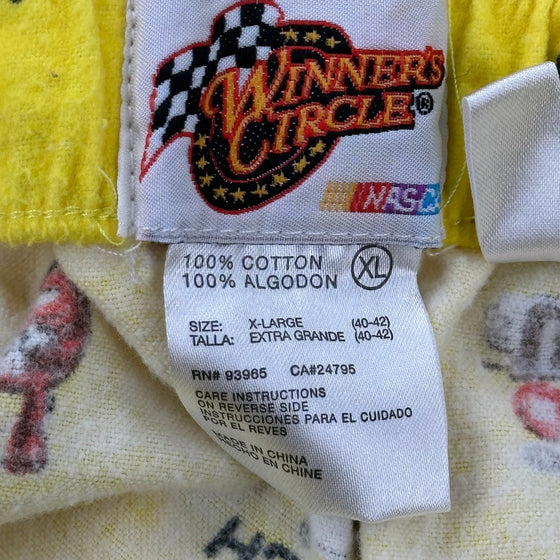 WINNER'S
CIRCLE®
NASCAR
100% COTTON
100% ALGODON
XL
SIZE: X-LARGE (40-42)
TALLA: EXTRA GRANDE (40-42)
RN# 93965 CA#24795
CARE INSTRUCTIONS
ON REVERSE SIDE
INSTRUCCIONES PARA EL CUIDADO
POR EL REVES
MADE IN CHINA
HECHO EN CHINE